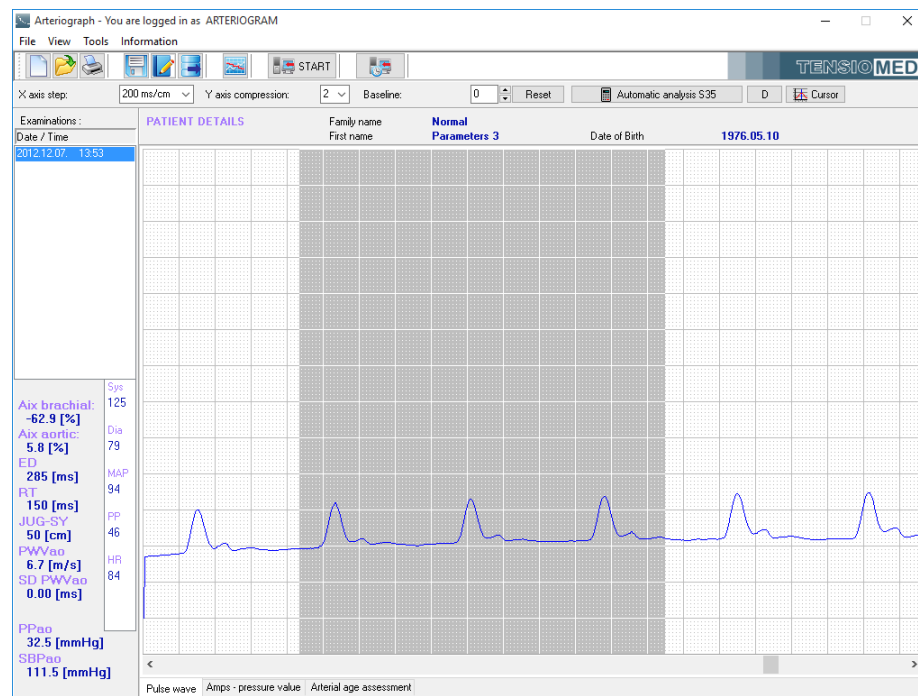 Arteriograph - You are logged in as ARTERIOGRAM
File View Tools Information
START
TENSIOMED
X axis step: 200 ms/cm Y axis compression: 2 Baseline: 0 Reset Automatic analysis S35 D Cursor
Examinations :
Date / Time
2012.12.07. 13:53
PATIENT DETAILS Family name Normal
First name Parameters 3 Date of Birth 1976.05.10
Aix brachial:
-62.9 [%]
Aix aortic:
5.8 [%]
ED
285 [ms]
RT
150 [ms]
JUG-SY
50 [cm]
PWVao
6.7 [m/s]
SD PWVao
0.00 [ms]
PPao
32.5 [mmHg]
SBPao
111.5 [mmHg]
Sys
125
Dia
79
MAP
94
PP
46
HR
84
Pulse wave Amps - pressure value Arterial age assessment